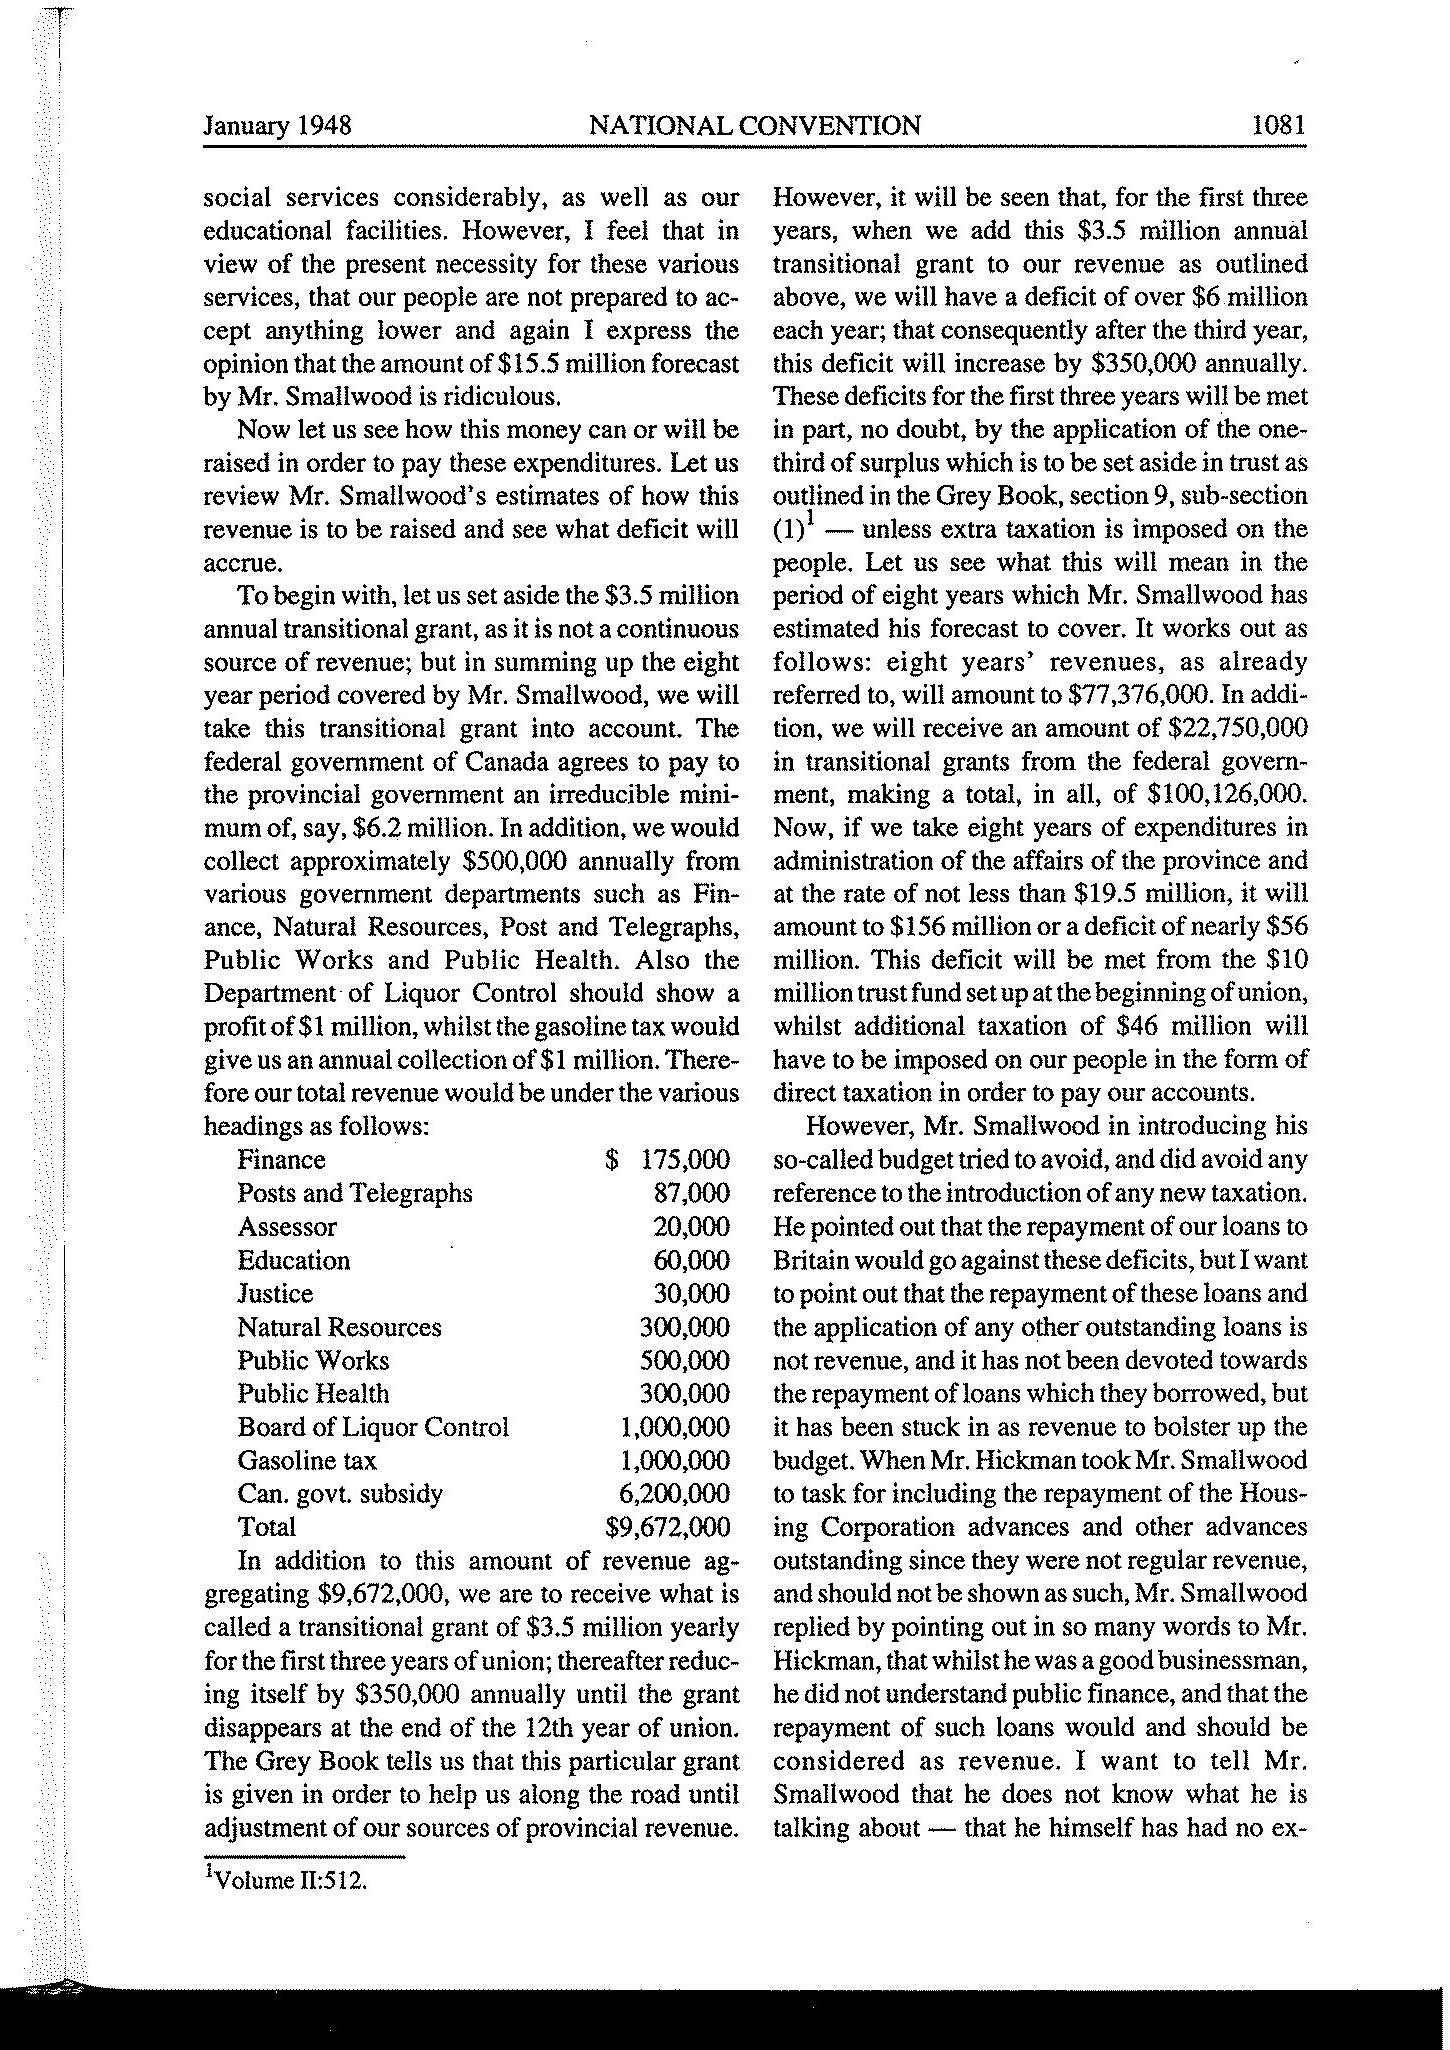 January 1948
NATIONAL CONVENTION
1081
social services considerably, as well as our
educational facilities. However, I feel that in
view of the present necessity for these various
services, that our people are not prepared to ac-
cept anything lower and again I express the
opinion that the amount of $15.5 million forecast
by Mr. Smallwood is ridiculous.
Now let us see how this money can or will be
raised in order to pay these expenditures. Let us
review Mr. Smallwood's estimates of how this
revenue is to be raised and see what deficit will
accrue.
To begin with, let us set aside the $3.5 million
annual transitional grant, as it is not a continuous
source of revenue; but in summing up the eight
year period covered by Mr. Smallwood, we will
take this transitional grant into account. The
federal government of Canada agrees to pay to
the provincial government an irreducible mini-
mum of, say, $6.2 million. In addition, we would
collect approximately $500,000 annually from
various government departments such as Fin-
ance, Natural Resources, Post and Telegraphs,
Public Works and Public Health. Also the
Department of Liquor Control should show a
profit of $1 million, whilst the gasoline tax would
give us an annual collection of $1 million. There-
fore our total revenue would be under the various
headings as follows:
Finance $ 175,000
Posts and Telegraphs 87,000
Assessor 20,000
Education 60,000
Justice 30,000
Natural Resources 300,000
Public Works 500,000
Public Health 300,000
Board of Liquor Control 1,000,000
Gasoline tax 1,000,000
Can. govt. subsidy 6,200,000
Total $9,672,000
In addition to this amount of revenue ag-
gregating $9,672,000, we are to receive what is
called a transitional grant of $3.5 million yearly
for the first three years of union; thereafter reduc-
ing itself by $350,000 annually until the grant
disappears at the end of the 12th year of union.
The Grey Book tells us that this particular grant
is given in order to help us along the road until
adjustment of our sources of provincial revenue.
However, it will be seen that, for the first three
years, when we add this $3.5 million annual
transitional grant to our revenue as outlined
above, we will have a deficit of over $6 million
each year; that consequently after the third year,
this deficit will increase by $350,000 annually.
These deficits for the first three years will be met
in part, no doubt, by the application of the one-
third of surplus which is to be set aside in trust as
outlined in the Grey Book, section 9, sub-section
(1)¹ — unless extra taxation is imposed on the
people. Let us see what this will mean in the
period of eight years which Mr. Smallwood has
estimated his forecast to cover. It works out as
follows: eight years' revenues, as already
referred to, will amount to $77,376,000. In addi-
tion, we will receive an amount of $22,750,000
in transitional grants from the federal govern-
ment, making a total, in all, of $100,126,000.
Now, if we take eight years of expenditures in
administration of the affairs of the province and
at the rate of not less than $19.5 million, it will
amount to $156 million or a deficit of nearly $56
million. This deficit will be met from the $10
million trust fund set up at the beginning of union,
whilst additional taxation of $46 million will
have to be imposed on our people in the form of
direct taxation in order to pay our accounts.
However, Mr. Smallwood in introducing his
so-called budget tried to avoid, and did avoid any
reference to the introduction of any new taxation.
He pointed out that the repayment of our loans to
Britain would go against these deficits, but I want
to point out that the repayment of these loans and
the application of any other outstanding loans is
not revenue, and it has not been devoted towards
the repayment of loans which they borrowed, but
it has been stuck in as revenue to bolster up the
budget. When Mr. Hickman took Mr. Smallwood
to task for including the repayment of the Hous-
ing Corporation advances and other advances
outstanding since they were not regular revenue,
and should not be shown as such, Mr. Smallwood
replied by pointing out in so many words to Mr.
Hickman, that whilst he was a good businessman,
he did not understand public finance, and that the
repayment of such loans would and should be
considered as revenue. I want to tell Mr.
Smallwood that he does not know what he is
talking about — that he himself has had no ex-
¹Volume II:512.